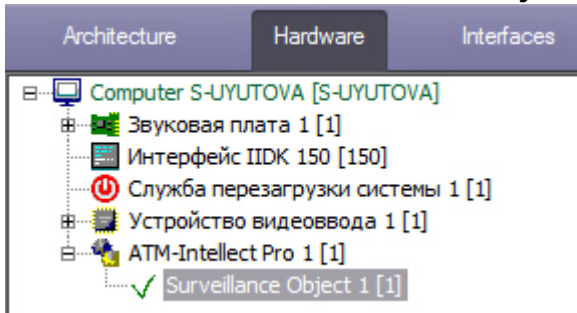 Architecture Hardware Interfaces
Computer S-UYUTOVA [S-UYUTOVA]
Звуковая плата 1 [1]
Интерфейс IIDK 150 [150]
Служба перезагрузки системы 1 [1]
Устройство видеоввода 1 [1]
ATM-Intellect Pro 1 [1]
Surveillance Object 1 [1]